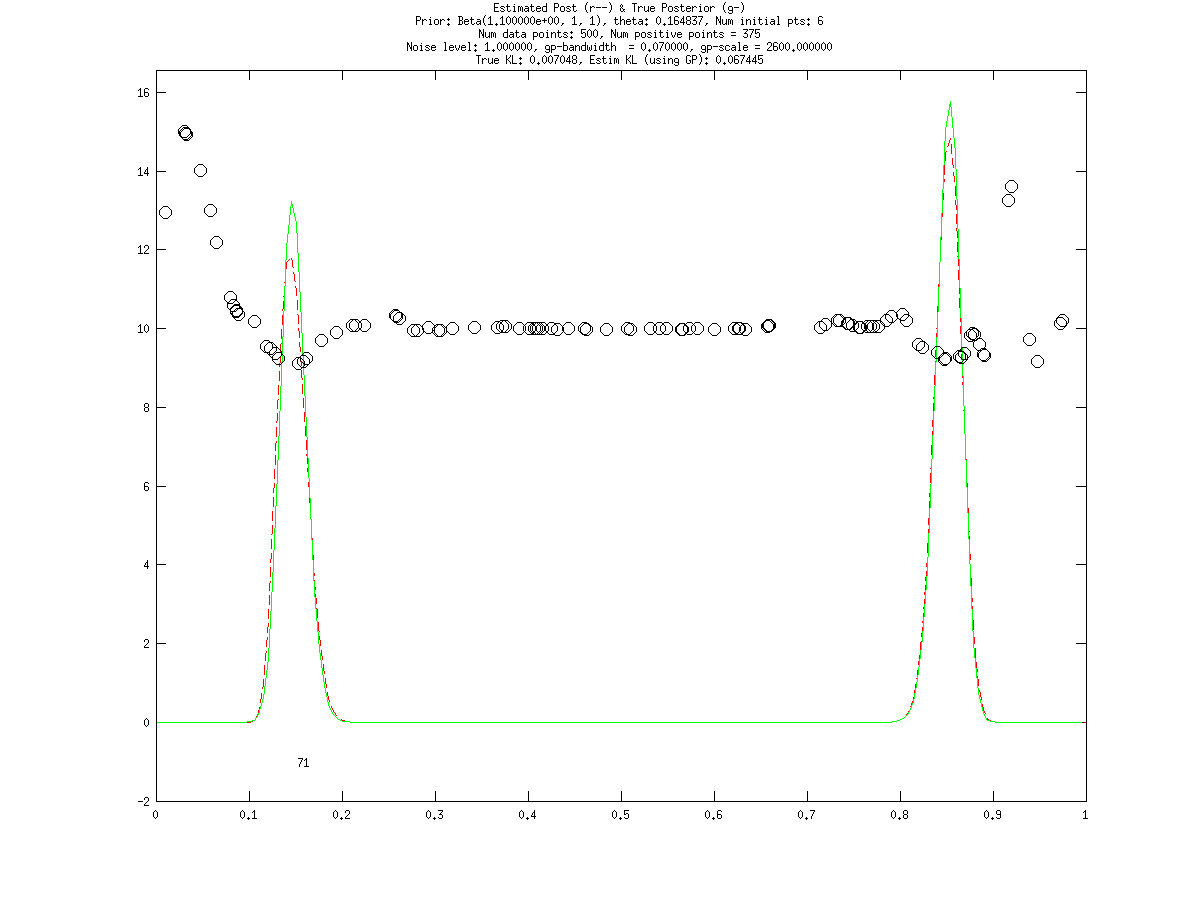 Estimated Post (r--) & True Posterior (g-)
Prior: Beta(1.100000e+00, 1, 1), theta: 0.164837, Num initial pts: 6
Num data points: 500, Num positive points = 375
Noise level: 1.000000, gp-bandwidth  = 0.070000, gp-scale = 2600.000000
True KL: 0.007048, Estim KL (using GP): 0.067445
16
14
12
10
8
6
4
2
0
71
-2
0 0.1 0.2 0.3 0.4 0.5 0.6 0.7 0.8 0.9 1